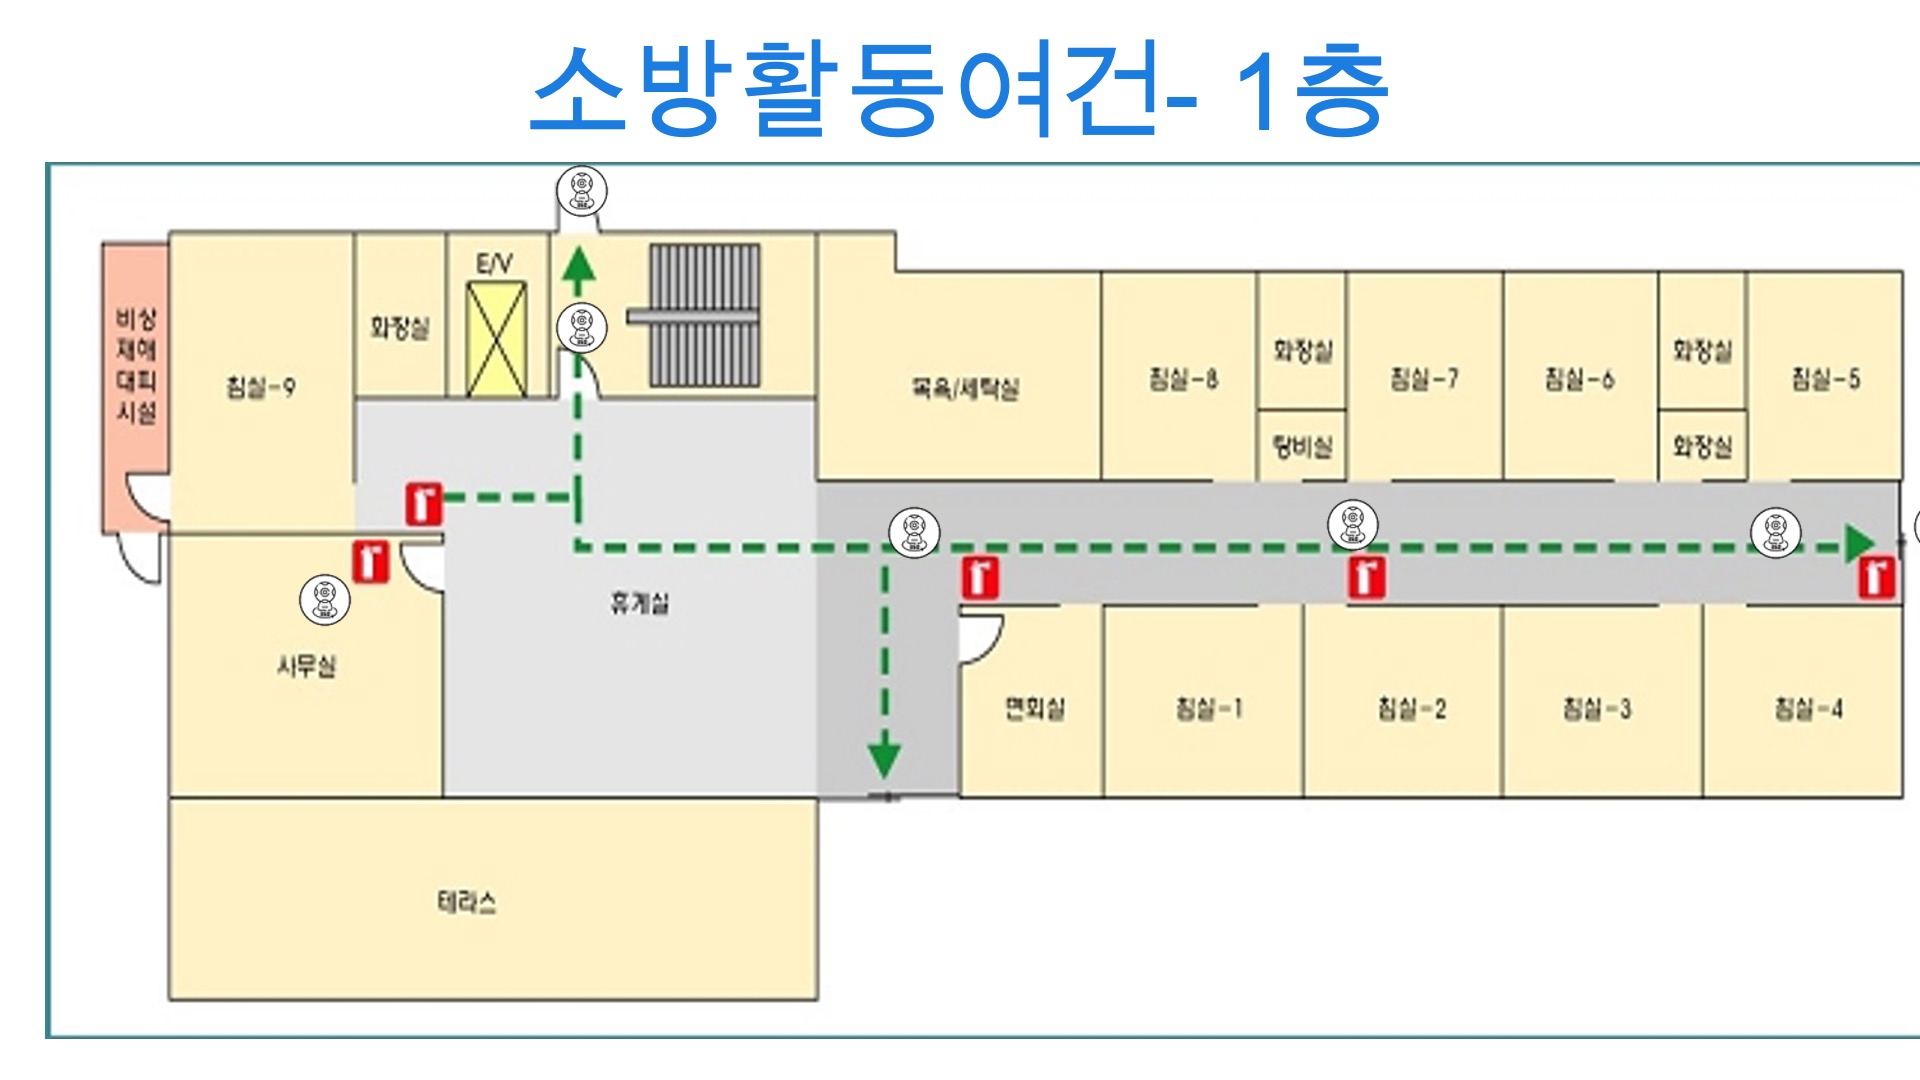 소방활동여건- 1층
비상
재해
대피
시설
침실-9
화장실
E/V
목욕/세탁실
침실-8
화장실
탕비실
침실-7
침실-6
화장실
화장실
침실-5
휴게실
사무실
면회실
침실-1
침실-2
침실-3
침실-4
테라스